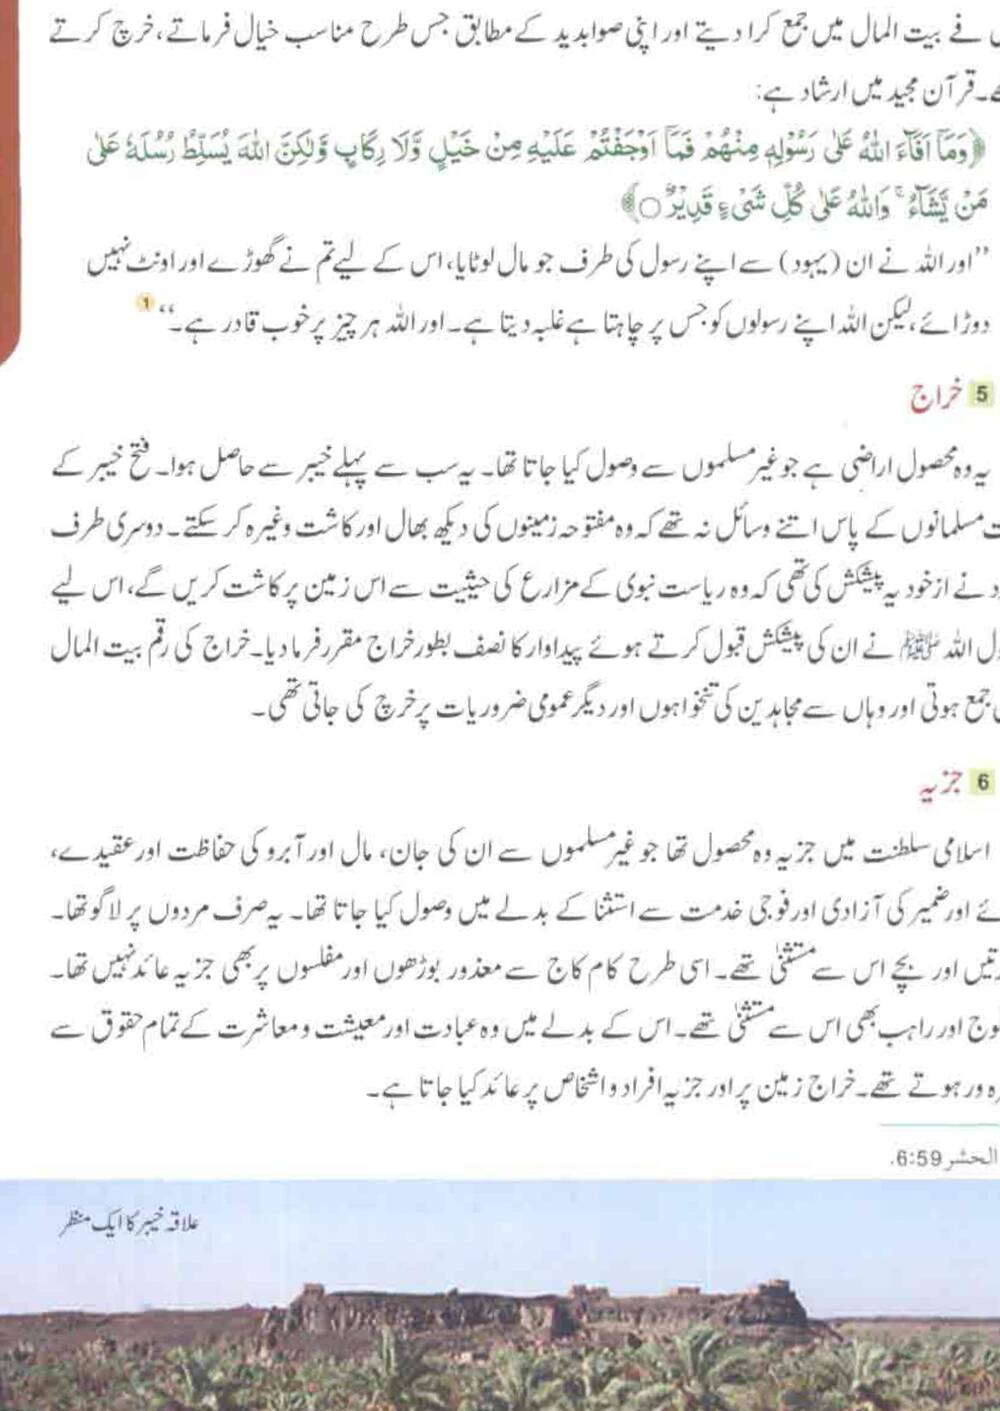 فے بیت المال میں جمع کرا دیتے اور اپنی صوابدید کے مطابق جس طرح مناسب خیال فرماتے، خرچ کرتے
۔ قرآن مجید میں ارشاد ہے:
﴿وَمَآ اَفَآءَ اللّٰهُ عَلٰى رَسُوْلِهٖ مِنْهُمْ فَمَآ اَوْجَفْتُمْ عَلَيْهِ مِنْ خَيْلٍ وَّلَا رِكَابٍ وَّلٰكِنَّ اللّٰهَ يُسَلِّطُ رُسُلَهٗ عَلٰى
مَنْ يَّشَآءُ ۚ وَاللّٰهُ عَلٰى كُلِّ شَىْءٍ قَدِيْرٌ ○﴾
”اور اللہ نے ان (یہود) سے اپنے رسول کی طرف جو مال لوٹایا، اس کے لیے تم نے گھوڑے اور اونٹ نہیں
دوڑائے، لیکن اللہ اپنے رسولوں کو جس پر چاہتا ہے غلبہ دیتا ہے۔ اور اللہ ہر چیز پر خوب قادر ہے۔“ 1
5 خراج
یہ وہ محصول اراضی ہے جو غیر مسلموں سے وصول کیا جاتا تھا۔ یہ سب سے پہلے خیبر سے حاصل ہوا۔ فتح خیبر کے
ت مسلمانوں کے پاس اتنے وسائل نہ تھے کہ وہ مفتوحہ زمینوں کی دیکھ بھال اور کاشت وغیرہ کر سکتے۔ دوسری طرف
د نے ازخود یہ پیشکش کی تھی کہ وہ ریاست نبوی کے مزارع کی حیثیت سے اس زمین پر کاشت کریں گے، اس لیے
ول اللہ ﷺ نے ان کی پیشکش قبول کرتے ہوئے پیداوار کا نصف بطور خراج مقرر فرما دیا۔ خراج کی رقم بیت المال
جمع ہوتی اور وہاں سے مجاہدین کی تنخواہوں اور دیگر عمومی ضروریات پر خرچ کی جاتی تھی۔
6 جزیہ
اسلامی سلطنت میں جزیہ وہ محصول تھا جو غیر مسلموں سے ان کی جان، مال اور آبرو کی حفاظت اور عقیدے،
ئے اور ضمیر کی آزادی اور فوجی خدمت سے استثنا کے بدلے میں وصول کیا جاتا تھا۔ یہ صرف مردوں پر لاگو تھا۔
رتیں اور بچے اس سے مستثنیٰ تھے۔ اسی طرح کام کاج سے معذور بوڑھوں اور مفلسوں پر بھی جزیہ عائد نہیں تھا۔
لوج اور راہب بھی اس سے مستثنیٰ تھے۔ اس کے بدلے میں وہ عبادت اور معیشت و معاشرت کے تمام حقوق سے
رہ ور ہوتے تھے۔ خراج زمین پر اور جزیہ افراد و اشخاص پر عائد کیا جاتا ہے۔
الحشر 6:59.
علاقہ خیبر کا ایک منظر